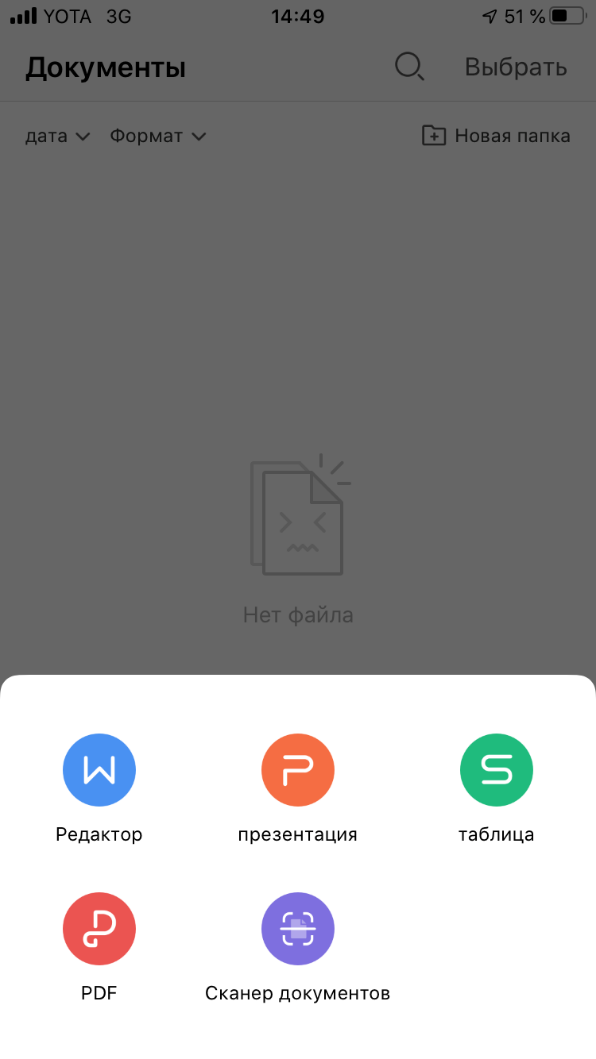 YOTA 3G 14:49 51 %
Документы Выбрать
дата Формат Новая папка
Нет файла
Редактор презентация таблица
PDF Сканер документов